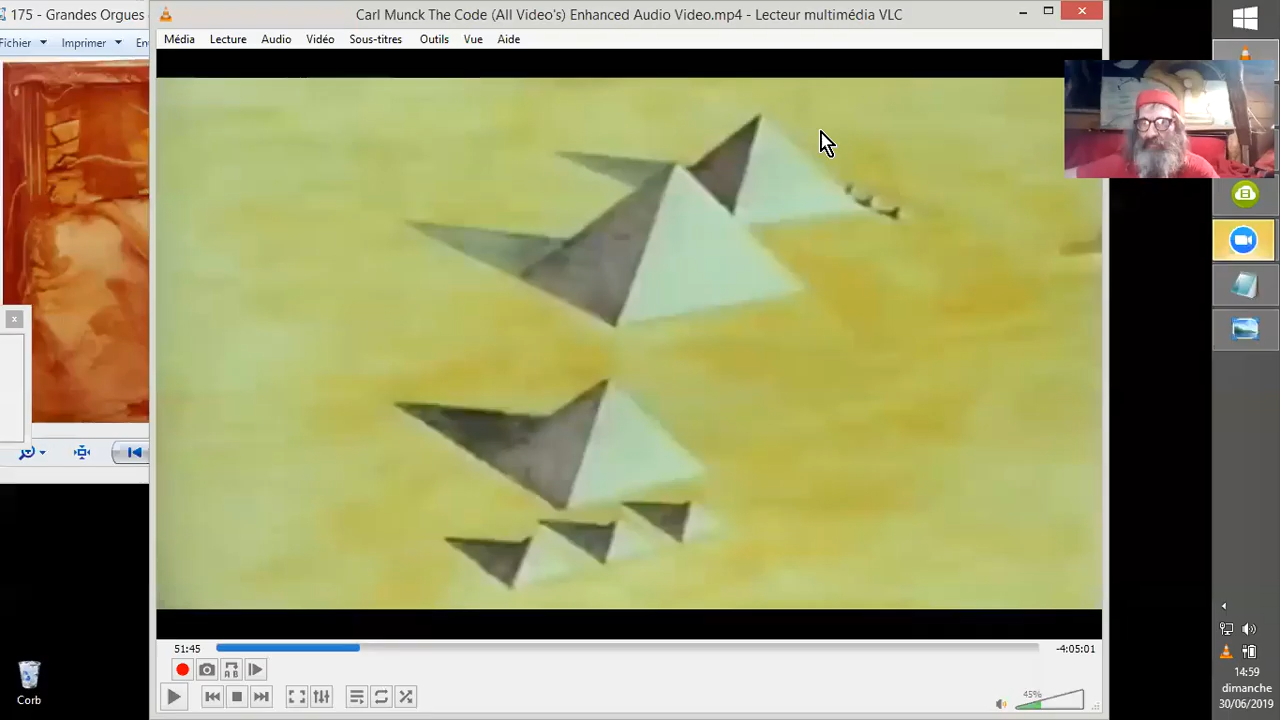 175 - Grandes Orgues
Carl Munck The Code (All Video's) Enhanced Audio Video.mp4 - Lecteur multimédia VLC
Fichier Imprimer
Média Lecture Audio Vidéo Sous-titres Outils Vue Aide
51:45
-4:05:01
A B
45%
Corb
14:59
dimanche
30/06/2019